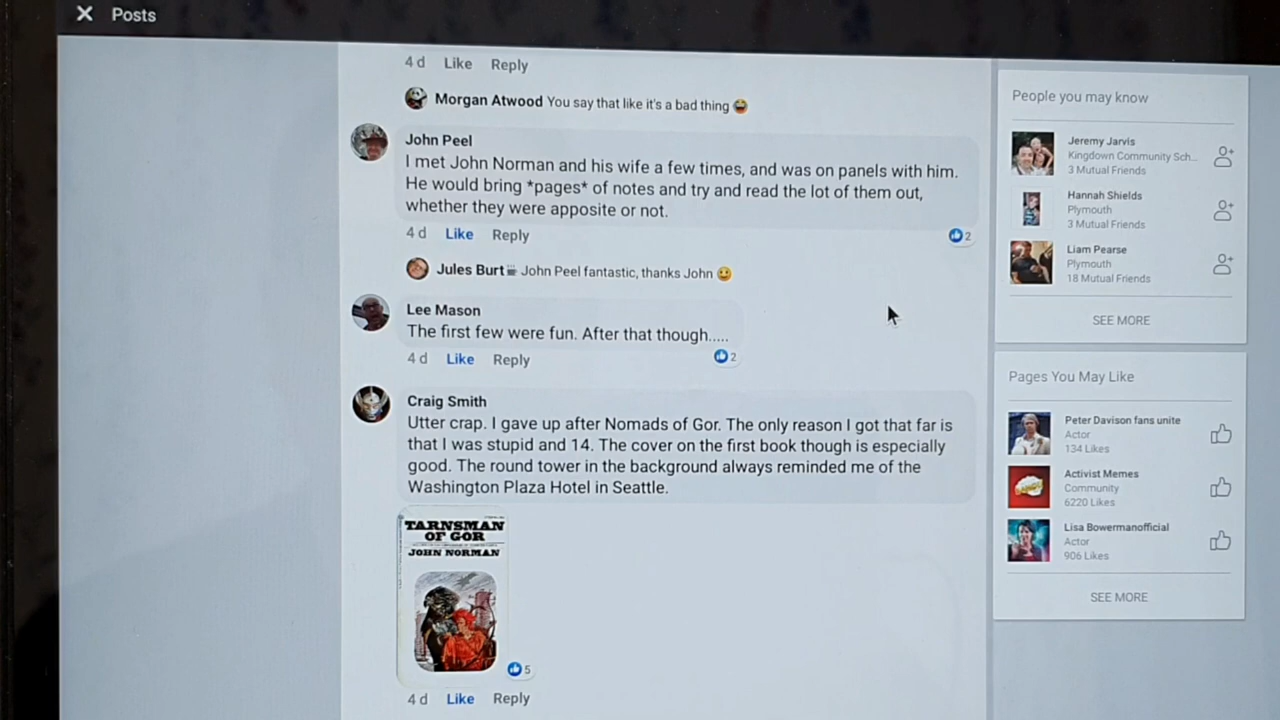 Posts
4 d Like Reply
Morgan Atwood You say that like it's a bad thing
John Peel
I met John Norman and his wife a few times, and was on panels with him.
He would bring *pages* of notes and try and read the lot of them out,
whether they were apposite or not.
4 d Like Reply
2
Jules Burt John Peel fantastic, thanks John
Lee Mason
The first few were fun. After that though.....
4 d Like Reply
2
Craig Smith
Utter crap. I gave up after Nomads of Gor. The only reason I got that far is
that I was stupid and 14. The cover on the first book though is especially
good. The round tower in the background always reminded me of the
Washington Plaza Hotel in Seattle.
TARNSMAN
OF GOR
JOHN NORMAN
5
4 d Like Reply
People you may know
Jeremy Jarvis
Kingdown Community Sch...
3 Mutual Friends
Hannah Shields
Plymouth
3 Mutual Friends
Liam Pearse
Plymouth
18 Mutual Friends
SEE MORE
Pages You May Like
Peter Davison fans unite
Actor
134 Likes
Activist Memes
Community
6220 Likes
Lisa Bowermanofficial
Actor
906 Likes
SEE MORE